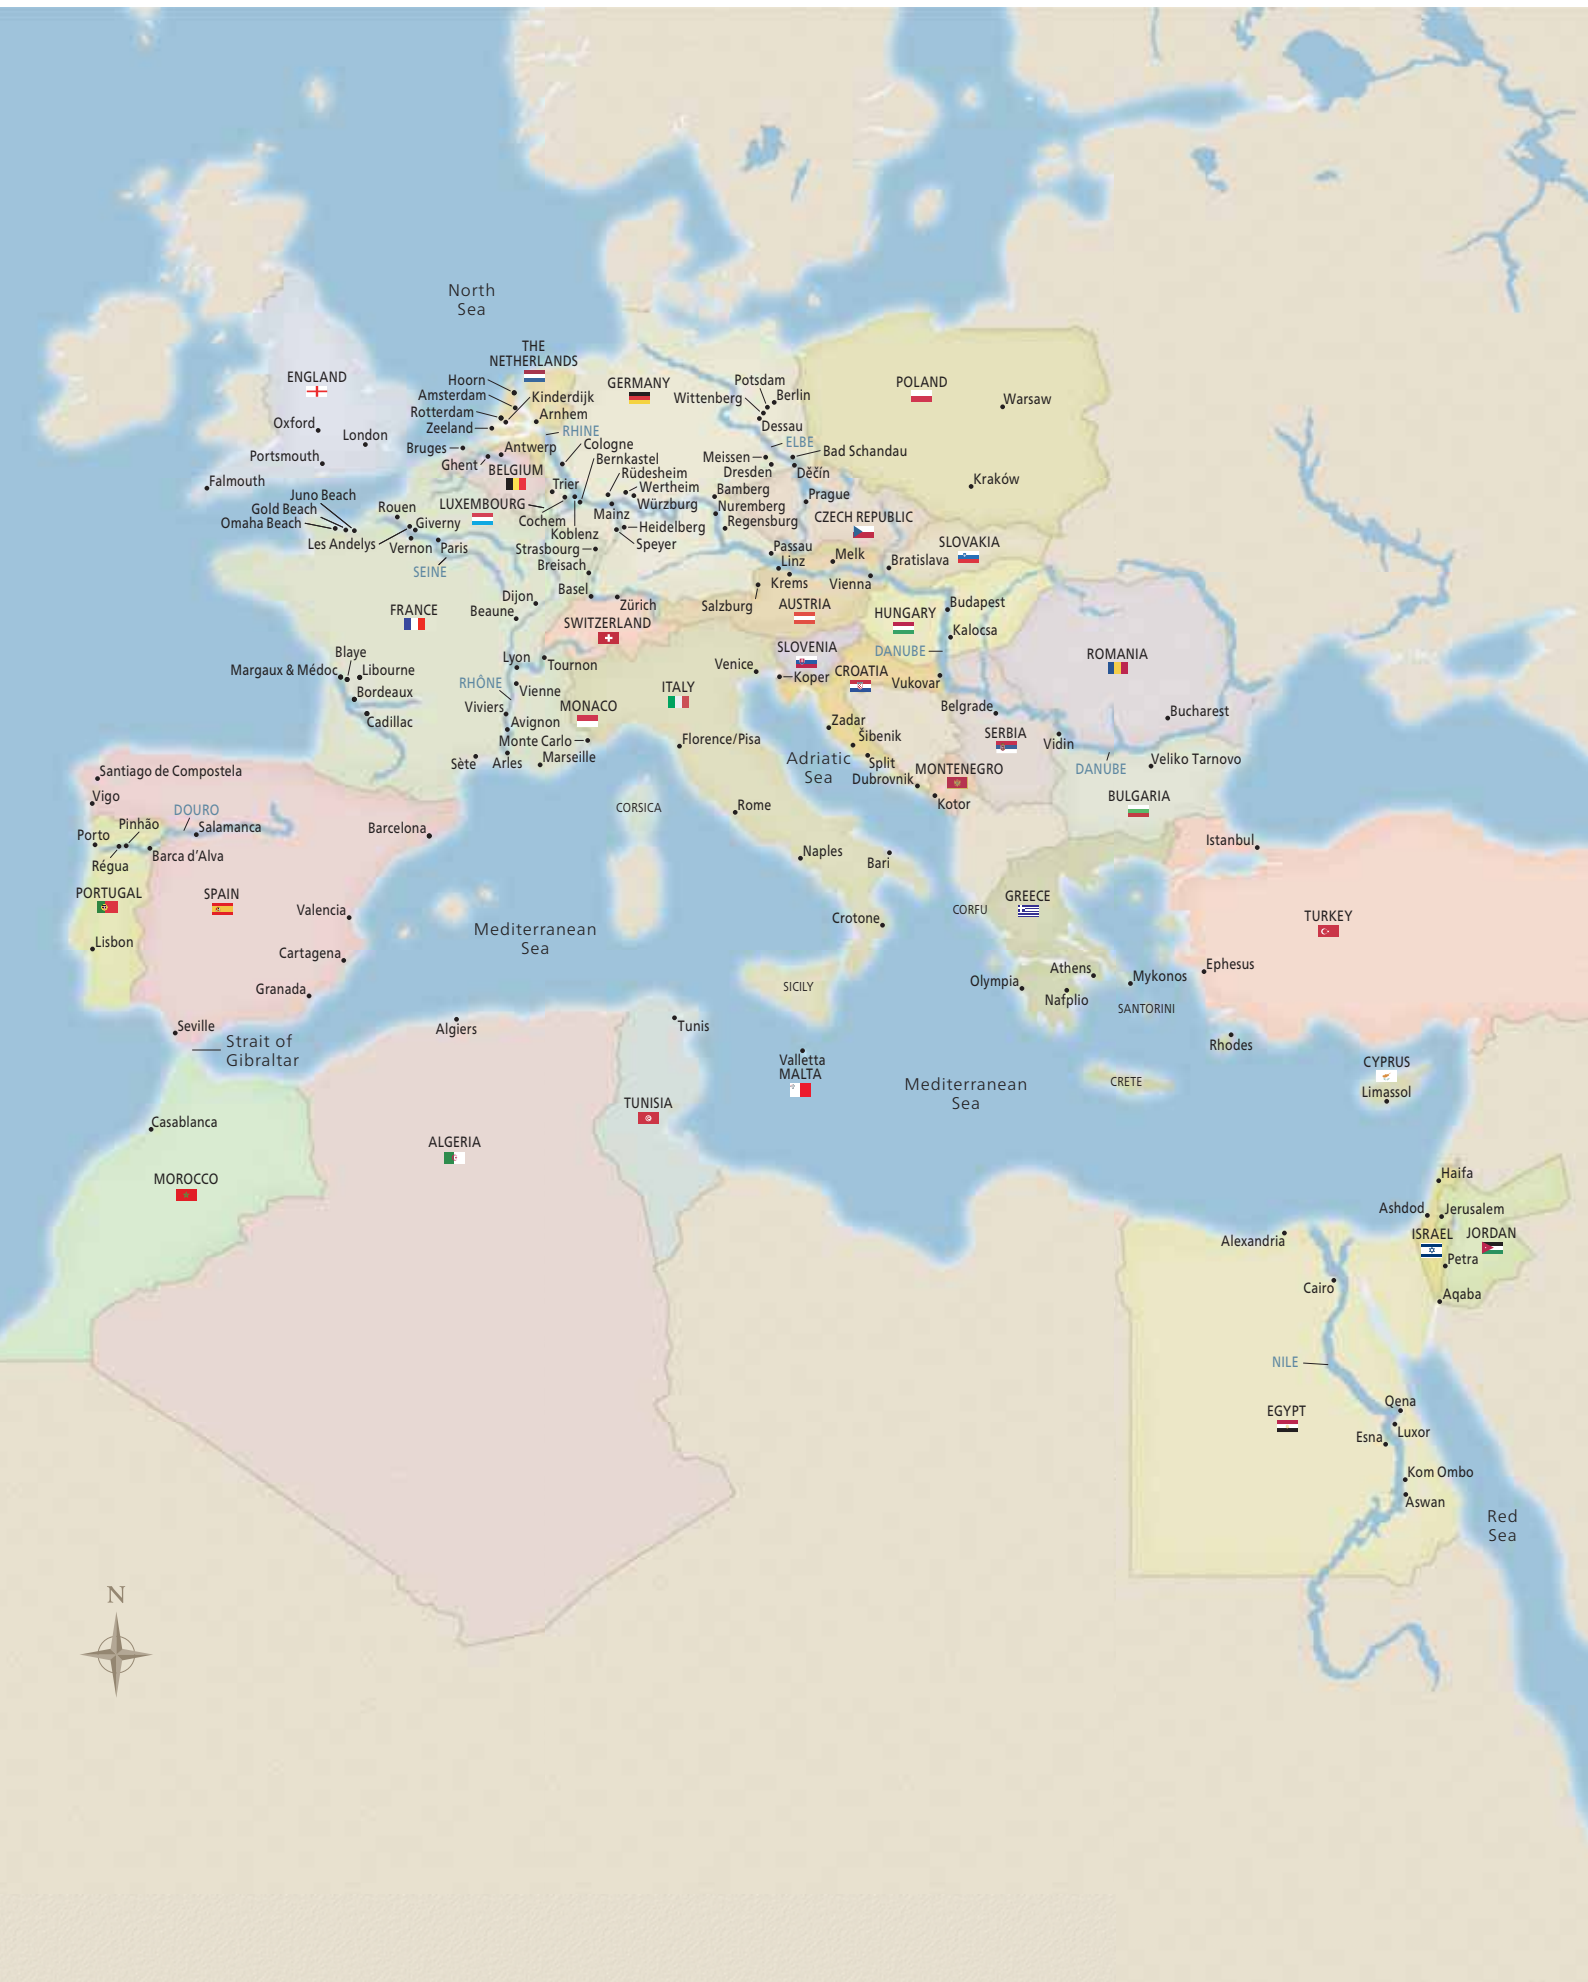 North
Sea
THE
NETHERLANDS
ENGLAND
Hoorn
Amsterdam
Rotterdam
Zeeland
Kinderdijk
Arnhem
GERMANY
Potsdam
Wittenberg
Berlin
Dessau
POLAND
Warsaw
Oxford
London
Portsmouth
Falmouth
RHINE
Bruges
Antwerp
Ghent
BELGIUM
Cologne
Bernkastel
Rüdesheim
Wertheim
Würzburg
Trier
Mainz
ELBE
Meissen
Bad Schandau
Dresden
Děčín
Bamberg
Prague
Nuremberg
Regensburg
CZECH REPUBLIC
Kraków
Juno Beach
Gold Beach
Omaha Beach
Rouen
Giverny
Les Andelys
Vernon
Paris
SEINE
LUXEMBOURG
Cochem
Koblenz
Heidelberg
Speyer
Strasbourg
Breisach
Basel
Zürich
SWITZERLAND
Passau
Linz
Melk
Krems
Vienna
Bratislava
SLOVAKIA
Salzburg
AUSTRIA
HUNGARY
Budapest
Kalocsa
DANUBE
Dijon
Beaune
FRANCE
Blaye
Margaux & Médoc
Libourne
Bordeaux
Cadillac
Lyon
Tournon
RHÔNE
Vienne
Viviers
MONACO
Avignon
Monte Carlo
Sète
Arles
Marseille
ITALY
Venice
SLOVENIA
Koper
CROATIA
Vukovar
ROMANIA
Belgrade
Bucharest
Zadar
Šibenik
SERBIA
Vidin
Florence/Pisa
Adriatic
Sea
Split
MONTENEGRO
Dubrovnik
Kotor
DANUBE
Veliko Tarnovo
BULGARIA
Santiago de Compostela
Vigo
DOURO
Pinhão
Salamanca
Porto
Régua
Barca d’Alva
Barcelona
PORTUGAL
SPAIN
Valencia
Lisbon
Cartagena
Granada
Seville
Strait of
Gibraltar
CORSICA
Rome
Naples
Bari
Istanbul
Mediterranean
Sea
Crotone
CORFU
GREECE
TURKEY
SICILY
Olympia
Athens
Mykonos
Nafplio
SANTORINI
Ephesus
Rhodes
Algiers
Tunis
Valletta
MALTA
Mediterranean
Sea
CRETE
CYPRUS
Limassol
Casablanca
MOROCCO
ALGERIA
TUNISIA
Haifa
Ashdod
Jerusalem
ISRAEL
JORDAN
Petra
Aqaba
Alexandria
Cairo
NILE
EGYPT
Qena
Luxor
Esna
Kom Ombo
Aswan
Red
Sea
N